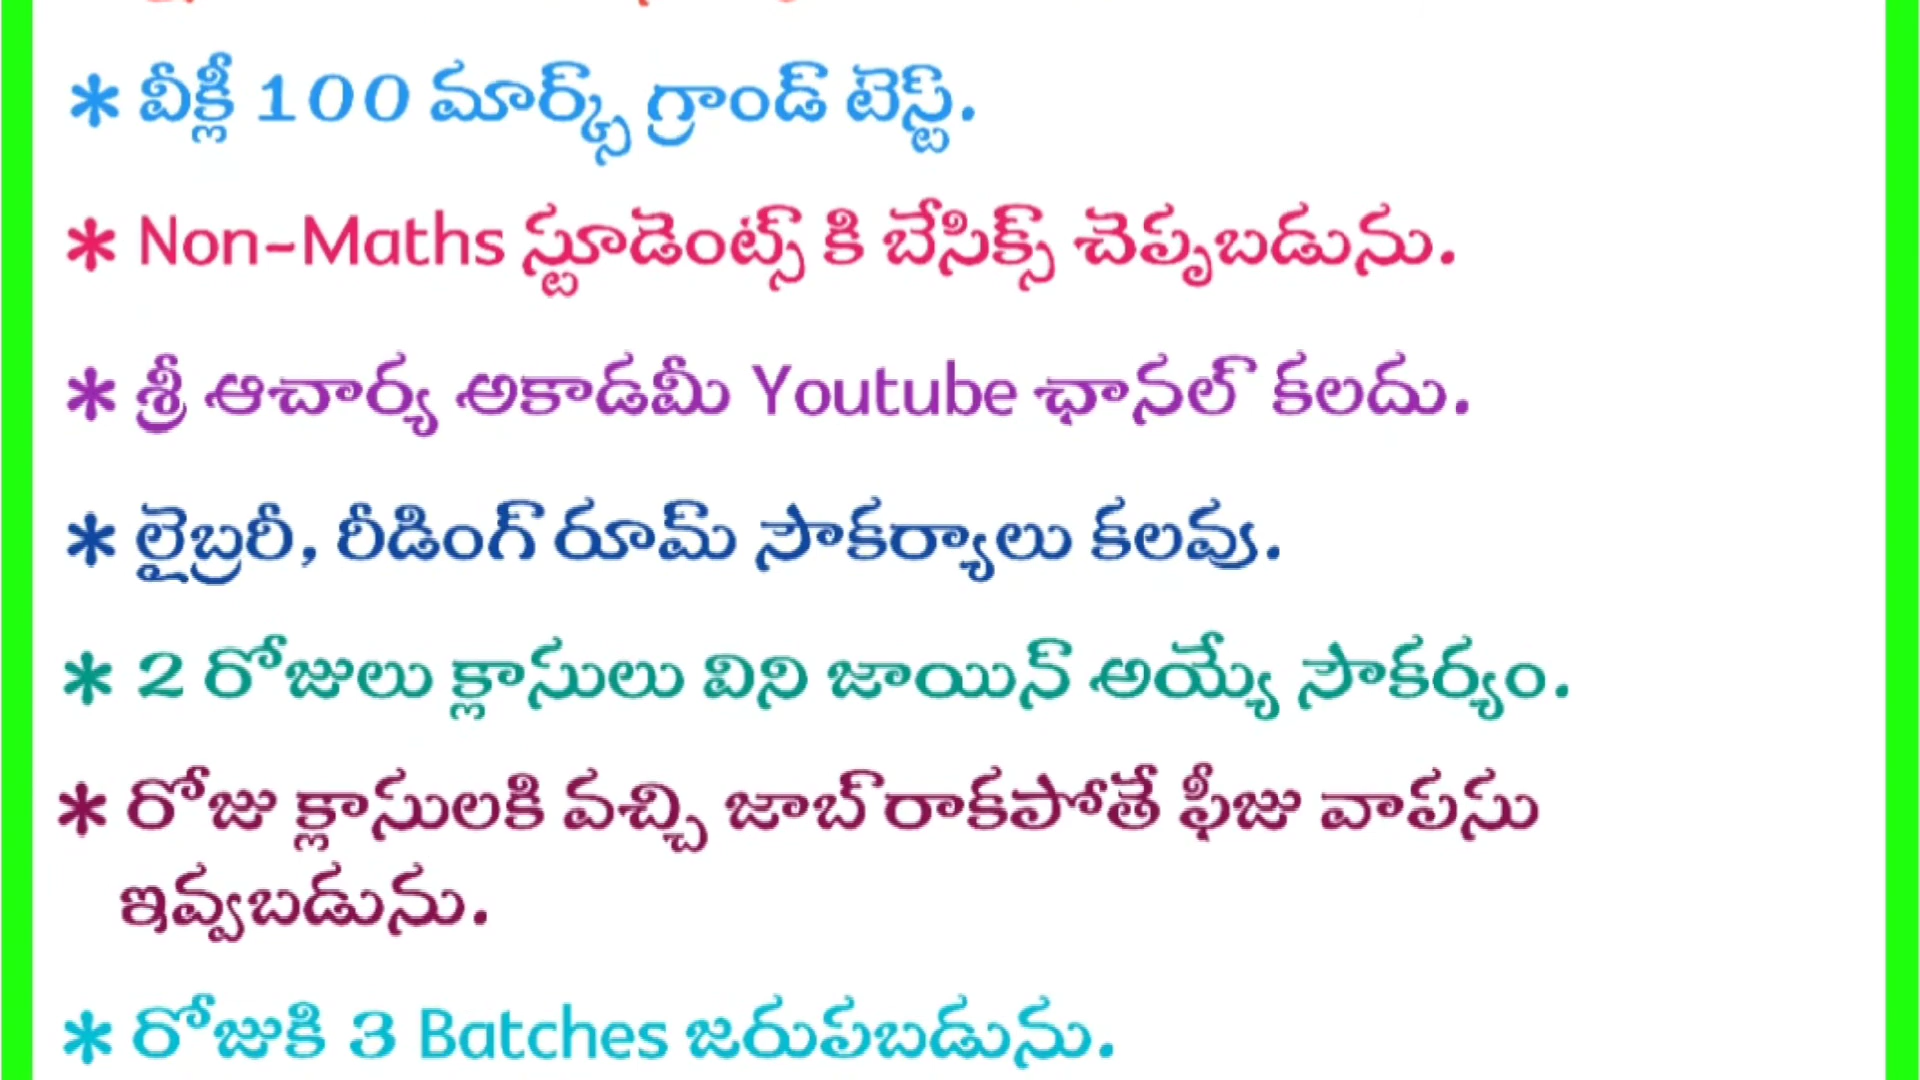 * వీక్లీ 100 మార్క్స్ గ్రాండ్ టెస్ట్.
* Non-Maths స్టూడెంట్స్ కి బేసిక్స్ చెప్పబడును.
* శ్రీ ఆచార్య అకాడమీ Youtube ఛానల్ కలదు.
* లైబ్రరీ, రీడింగ్ రూమ్ సౌకర్యాలు కలవు.
* 2 రోజులు క్లాసులు విని జాయిన్ అయ్యే సౌకర్యం.
* రోజు క్లాసులకి వచ్చి జాబ్ రాకపోతే ఫీజు వాపసు
ఇవ్వబడును.
* రోజుకి 3 Batches జరుపబడును.